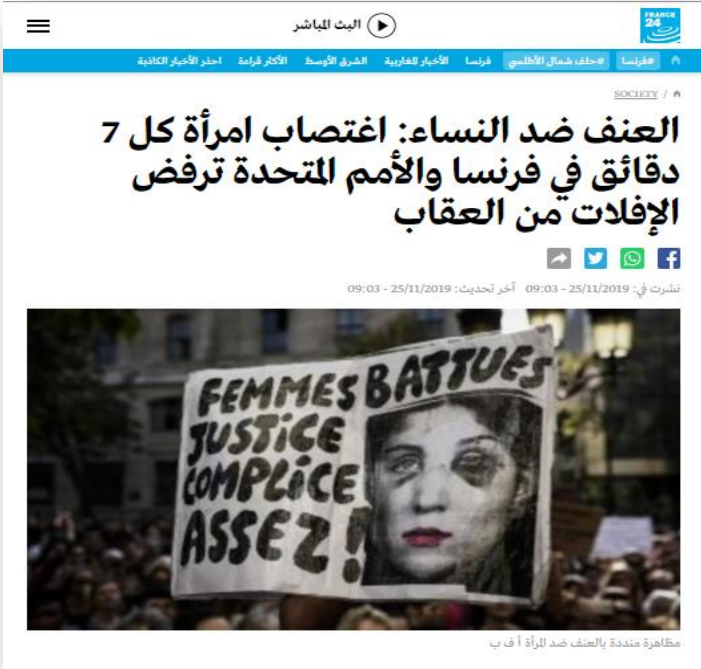 البث المباشر
FRANCE
24
#فرنسا #حلف شمال الأطلسي فرنسا الأخبار المغاربية الشرق الأوسط الأكثر قراءة احذر الأخبار الكاذبة
/ SOCIETY
العنف ضد النساء: اغتصاب امرأة كل 7
دقائق في فرنسا والأمم المتحدة ترفض
الإفلات من العقاب
نشرت في: 25/11/2019 - 09:03 آخر تحديث: 25/11/2019 - 09:03
FEMMES BATTUES
JUSTICE
COMPLICE
ASSEZ!
مظاهرة منددة بالعنف ضد المرأة أ ف ب